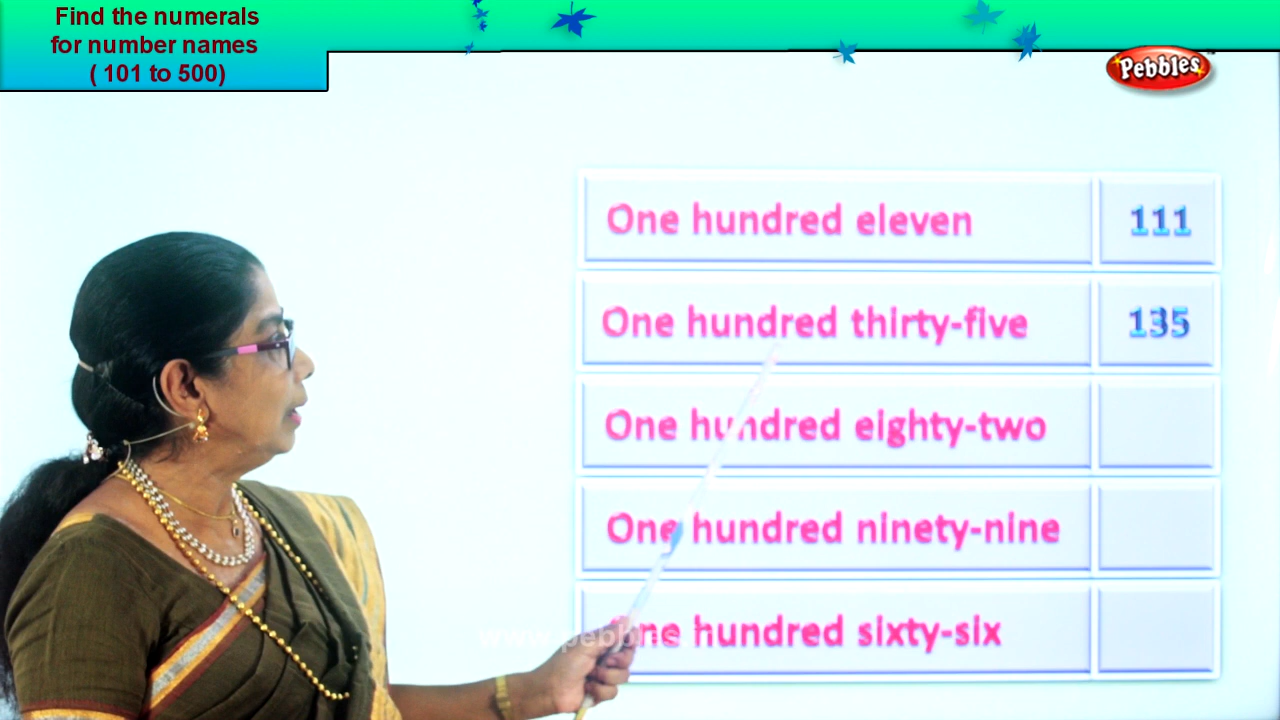 Find the numerals
for number names
( 101 to 500)
Pebbles
One hundred eleven 111
One hundred thirty-five 135
One hundred eighty-two
One hundred ninety-nine
One hundred sixty-six